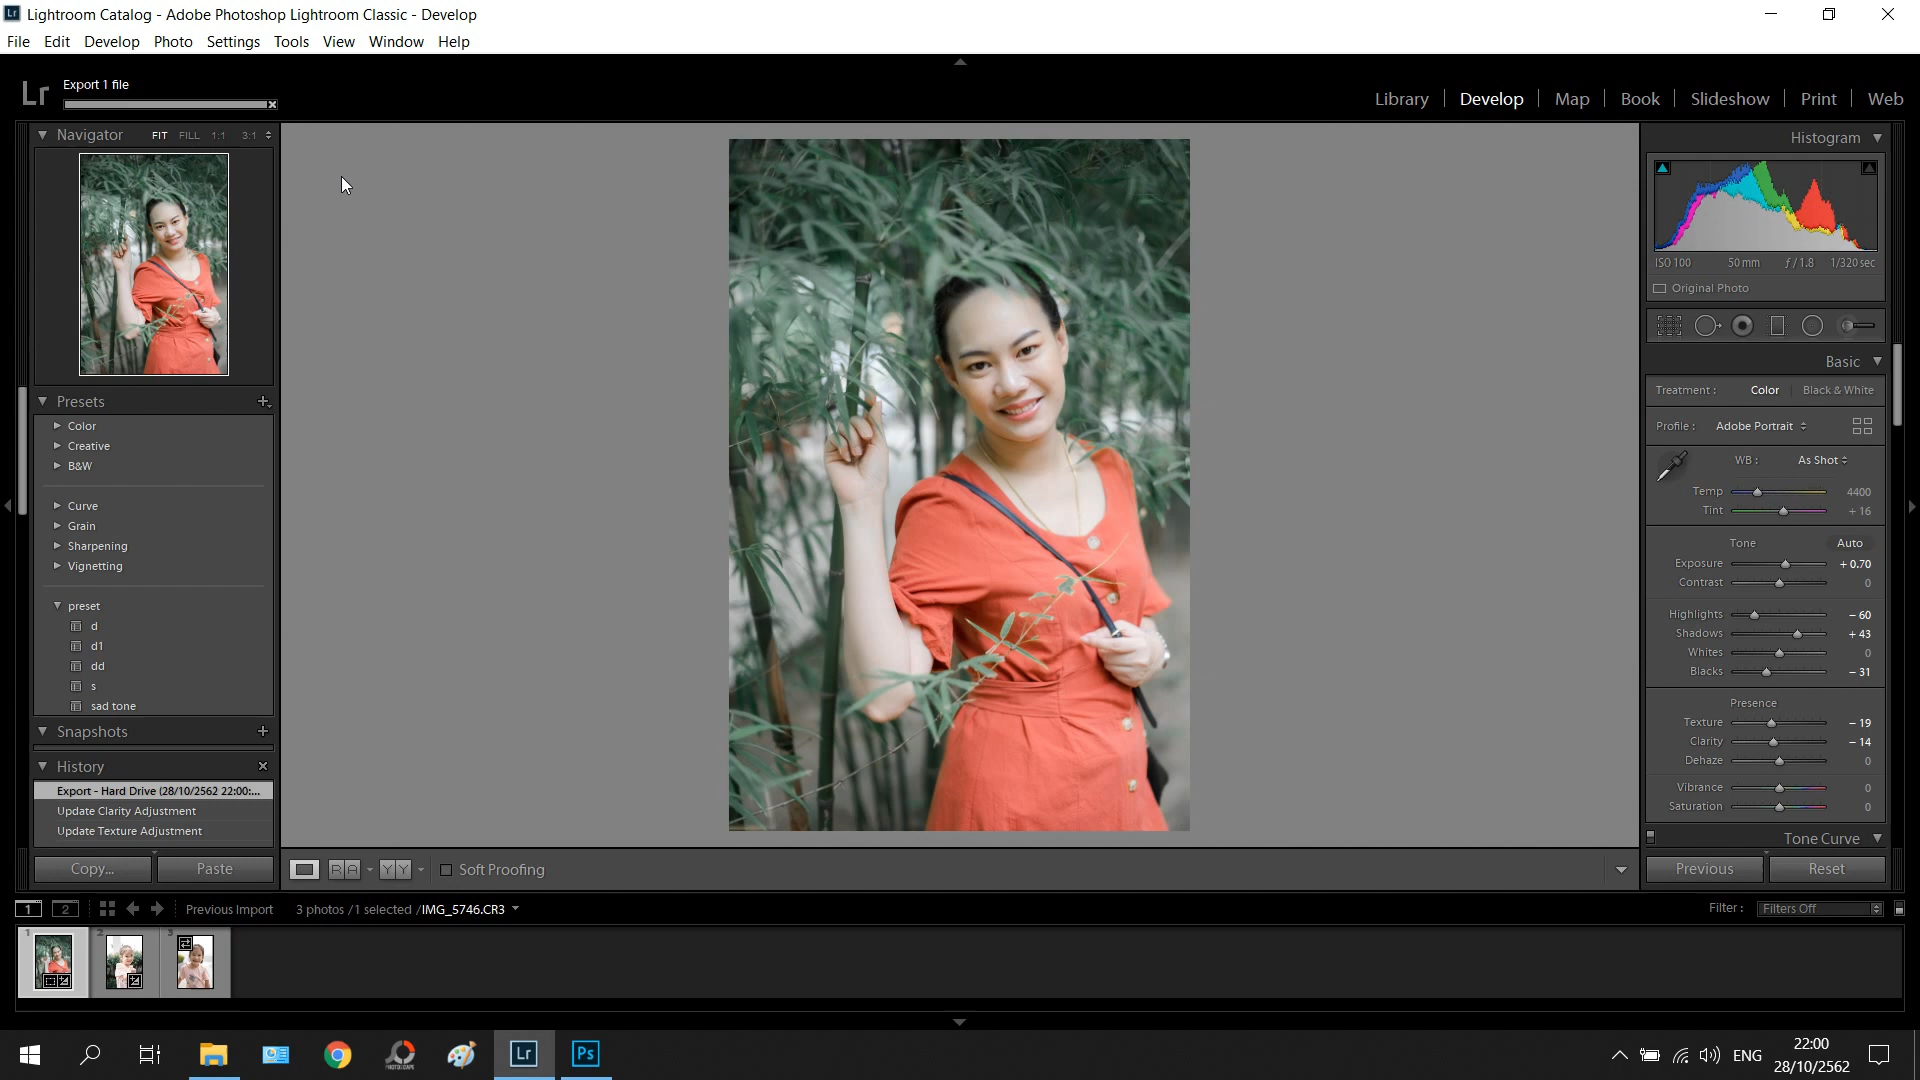 Lightroom Catalog - Adobe Photoshop Lightroom Classic - Develop
File Edit Develop Photo Settings Tools View Window Help
Lr Export 1 file
Library Develop Map Book Slideshow Print Web
Navigator FIT FILL 1:1 3:1
Presets
Color
Creative
B&W
Curve
Grain
Sharpening
Vignetting
preset
d
d1
dd
s
sad tone
Snapshots
History
Export - Hard Drive (28/10/2562 22:00:...
Update Clarity Adjustment
Update Texture Adjustment
Copy... Paste
R A Y Y Soft Proofing
Histogram
ISO 100 50 mm ƒ / 1.8 1/320 sec
Original Photo
Basic
Treatment : Color Black & White
Profile : Adobe Portrait
WB : As Shot
Temp 4400
Tint + 16
Tone Auto
Exposure + 0.70
Contrast 0
Highlights – 60
Shadows + 43
Whites 0
Blacks – 31
Presence
Texture – 19
Clarity – 14
Dehaze 0
Vibrance 0
Saturation 0
Tone Curve
Previous Reset
1 2 Previous Import 3 photos / 1 selected / IMG_5746.CR3 Filter : Filters Off
1 2 3
Lr Ps ENG 22:00
28/10/2562